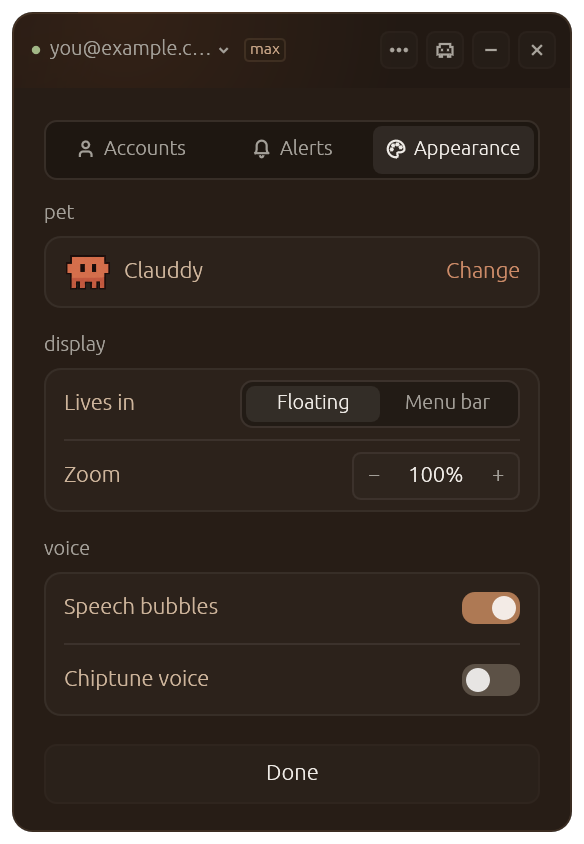 you@example.c… max
Accounts Alerts Appearance
pet
Clauddy Change
display
Lives in Floating Menu bar
Zoom − 100% +
voice
Speech bubbles
Chiptune voice
Done